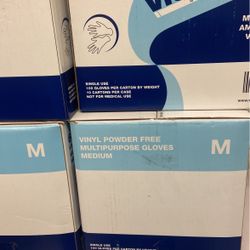 M
AM
V
SINGLE USE
100 GLOVES PER CARTON BY WEIGHT
10 CARTONS PER CASE
NOT FOR MEDICAL USE
M
VINYL POWDER FREE
MULTIPURPOSE GLOVES
MEDIUM
M
SINGLE USE